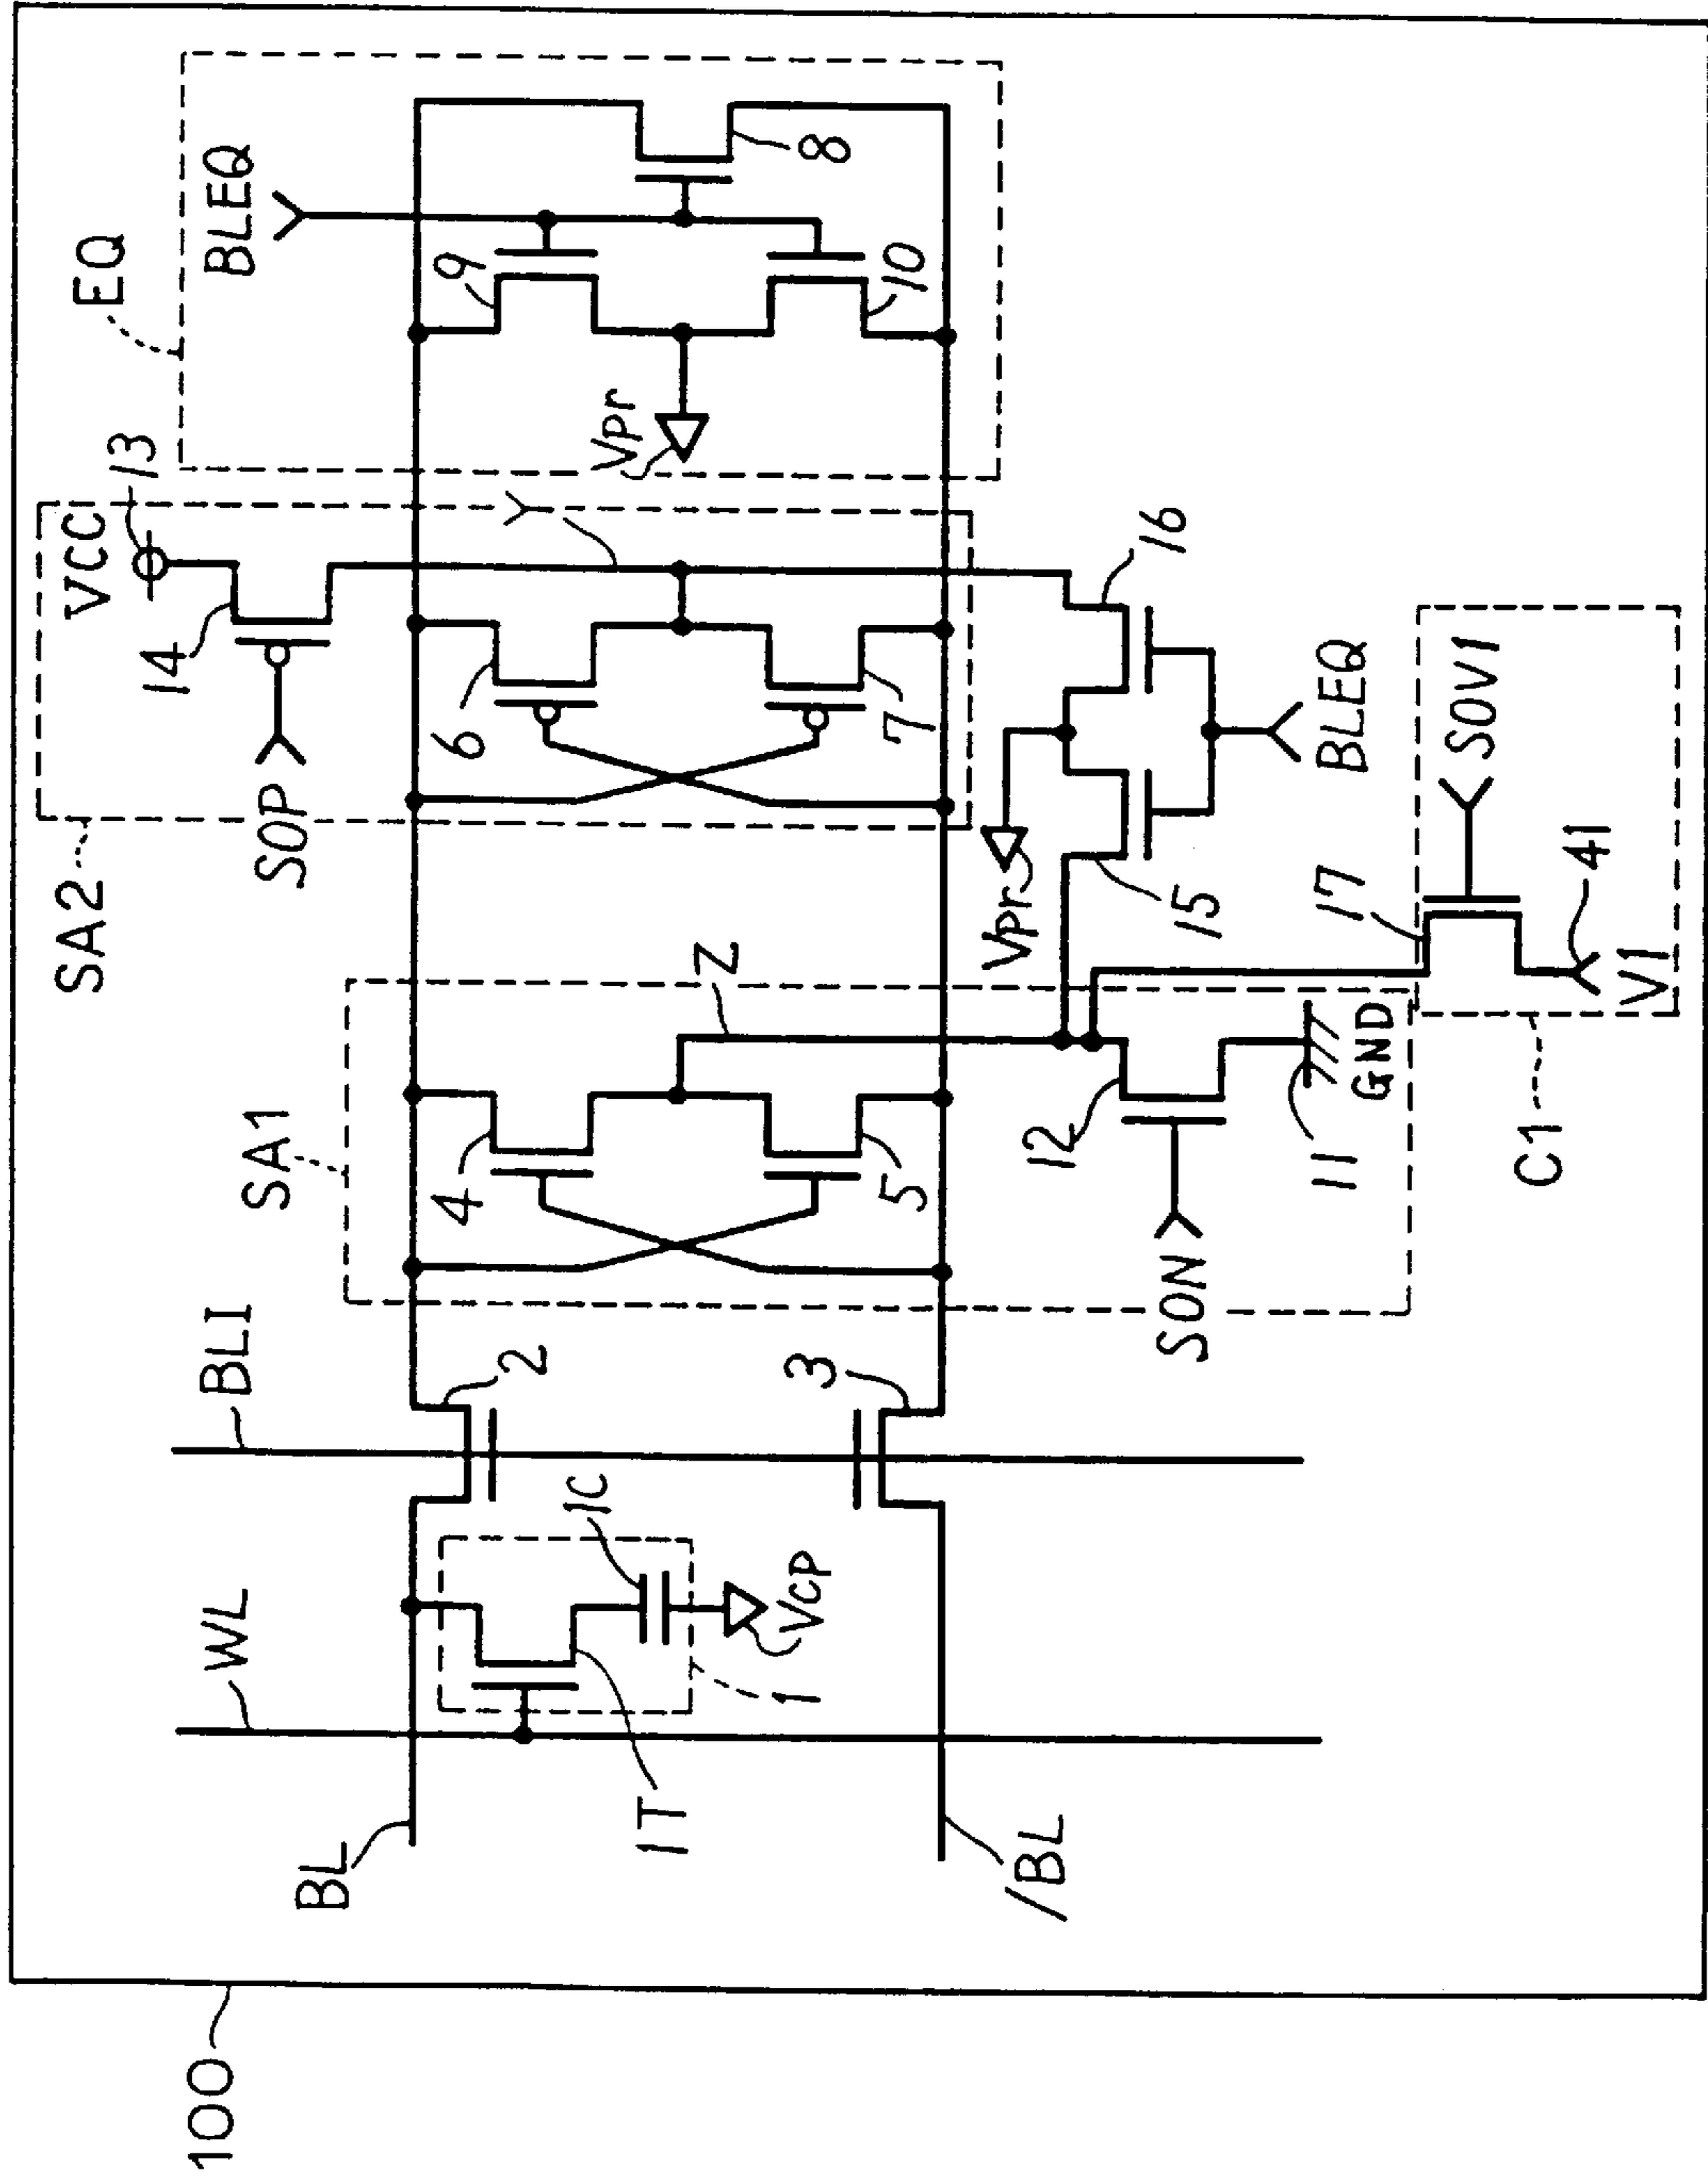 100
EQ
BLEQ
8
9
10
Vpr
13
VCC
14
SOP
SA2
6
7
Y
16
BLEQ
15
Vpr
SOV1
17
41
V1
C1
SA1
Z
4
5
12
GND
11
SON
BLI
2
3
WL
1C
Vcp
1
1T
BL
/BL